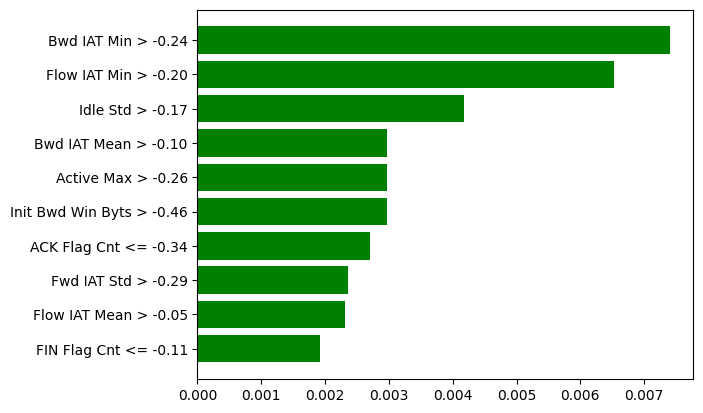 Bwd IAT Min > -0.24
Flow IAT Min > -0.20
Idle Std > -0.17
Bwd IAT Mean > -0.10
Active Max > -0.26
Init Bwd Win Byts > -0.46
ACK Flag Cnt <= -0.34
Fwd IAT Std > -0.29
Flow IAT Mean > -0.05
FIN Flag Cnt <= -0.11
0.000 0.001 0.002 0.003 0.004 0.005 0.006 0.007